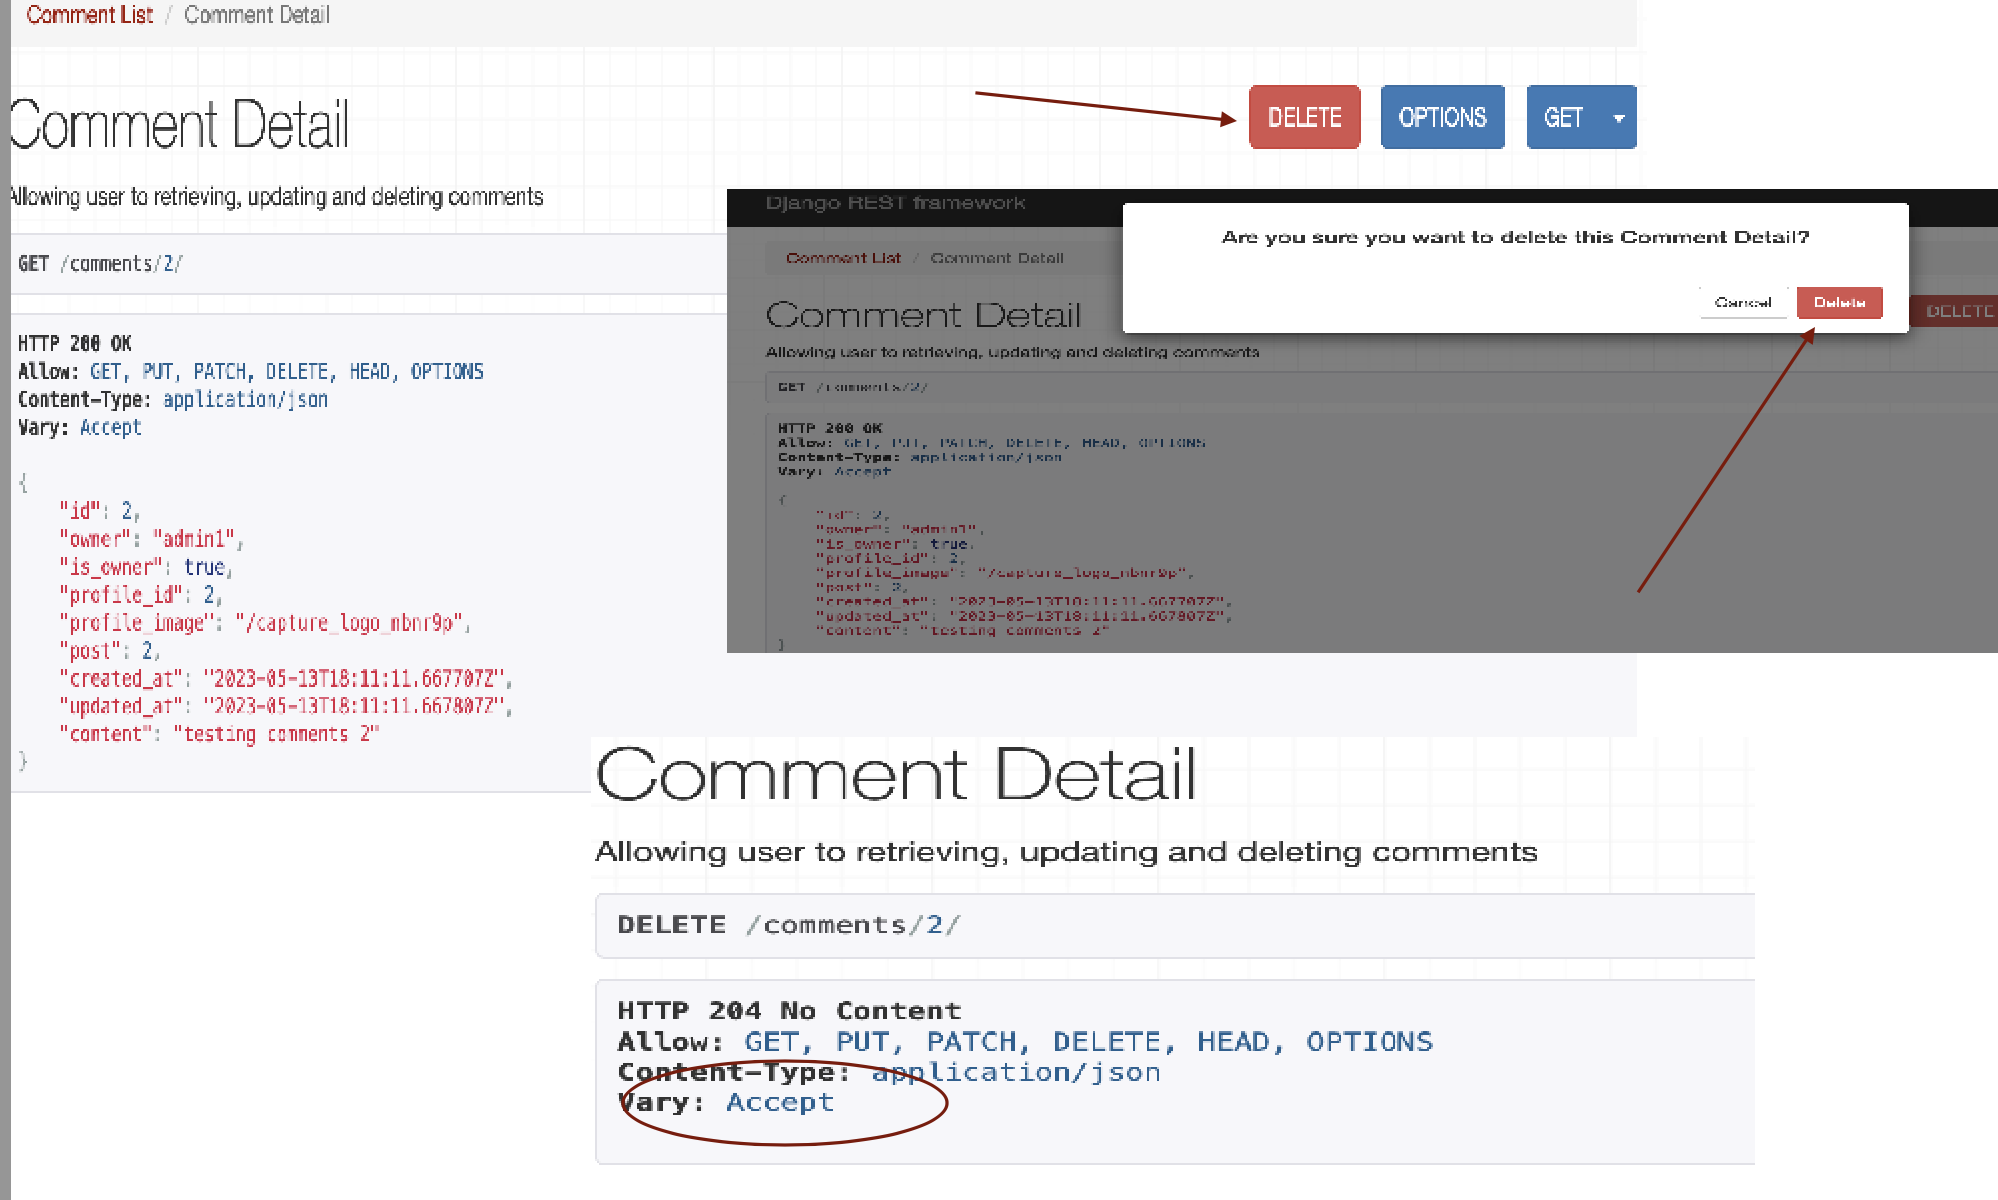 Comment List / Comment Detail
Comment Detail
DELETE
OPTIONS
GET
Allowing user to retrieving, updating and deleting comments
GET /comments/2/
HTTP 200 OK
Allow: GET, PUT, PATCH, DELETE, HEAD, OPTIONS
Content-Type: application/json
Vary: Accept
{
"id": 2,
"owner": "admin1",
"is_owner": true,
"profile_id": 2,
"profile_image": "/capture_logo_nbnr9p",
"post": 2,
"created_at": "2023-05-13T18:11:11.667707Z",
"updated_at": "2023-05-13T18:11:11.667807Z",
"content": "testing comments 2"
}
Django REST framework
Are you sure you want to delete this Comment Detail?
Cancel
Delete
Comment List / Comment Detail
Comment Detail
DELETE
Allowing user to retrieving, updating and deleting comments
GET /comments/2/
HTTP 200 OK
Allow: GET, PUT, PATCH, DELETE, HEAD, OPTIONS
Content-Type: application/json
Vary: Accept
{
"id": 2,
"owner": "admin1",
"is_owner": true,
"profile_id": 2,
"profile_image": "/capture_logo_nbnr9p",
"post": 2,
"created_at": "2023-05-13T18:11:11.667707Z",
"updated_at": "2023-05-13T18:11:11.667807Z",
"content": "testing comments 2"
}
Comment Detail
Allowing user to retrieving, updating and deleting comments
DELETE /comments/2/
HTTP 204 No Content
Allow: GET, PUT, PATCH, DELETE, HEAD, OPTIONS
Content-Type: application/json
Vary: Accept